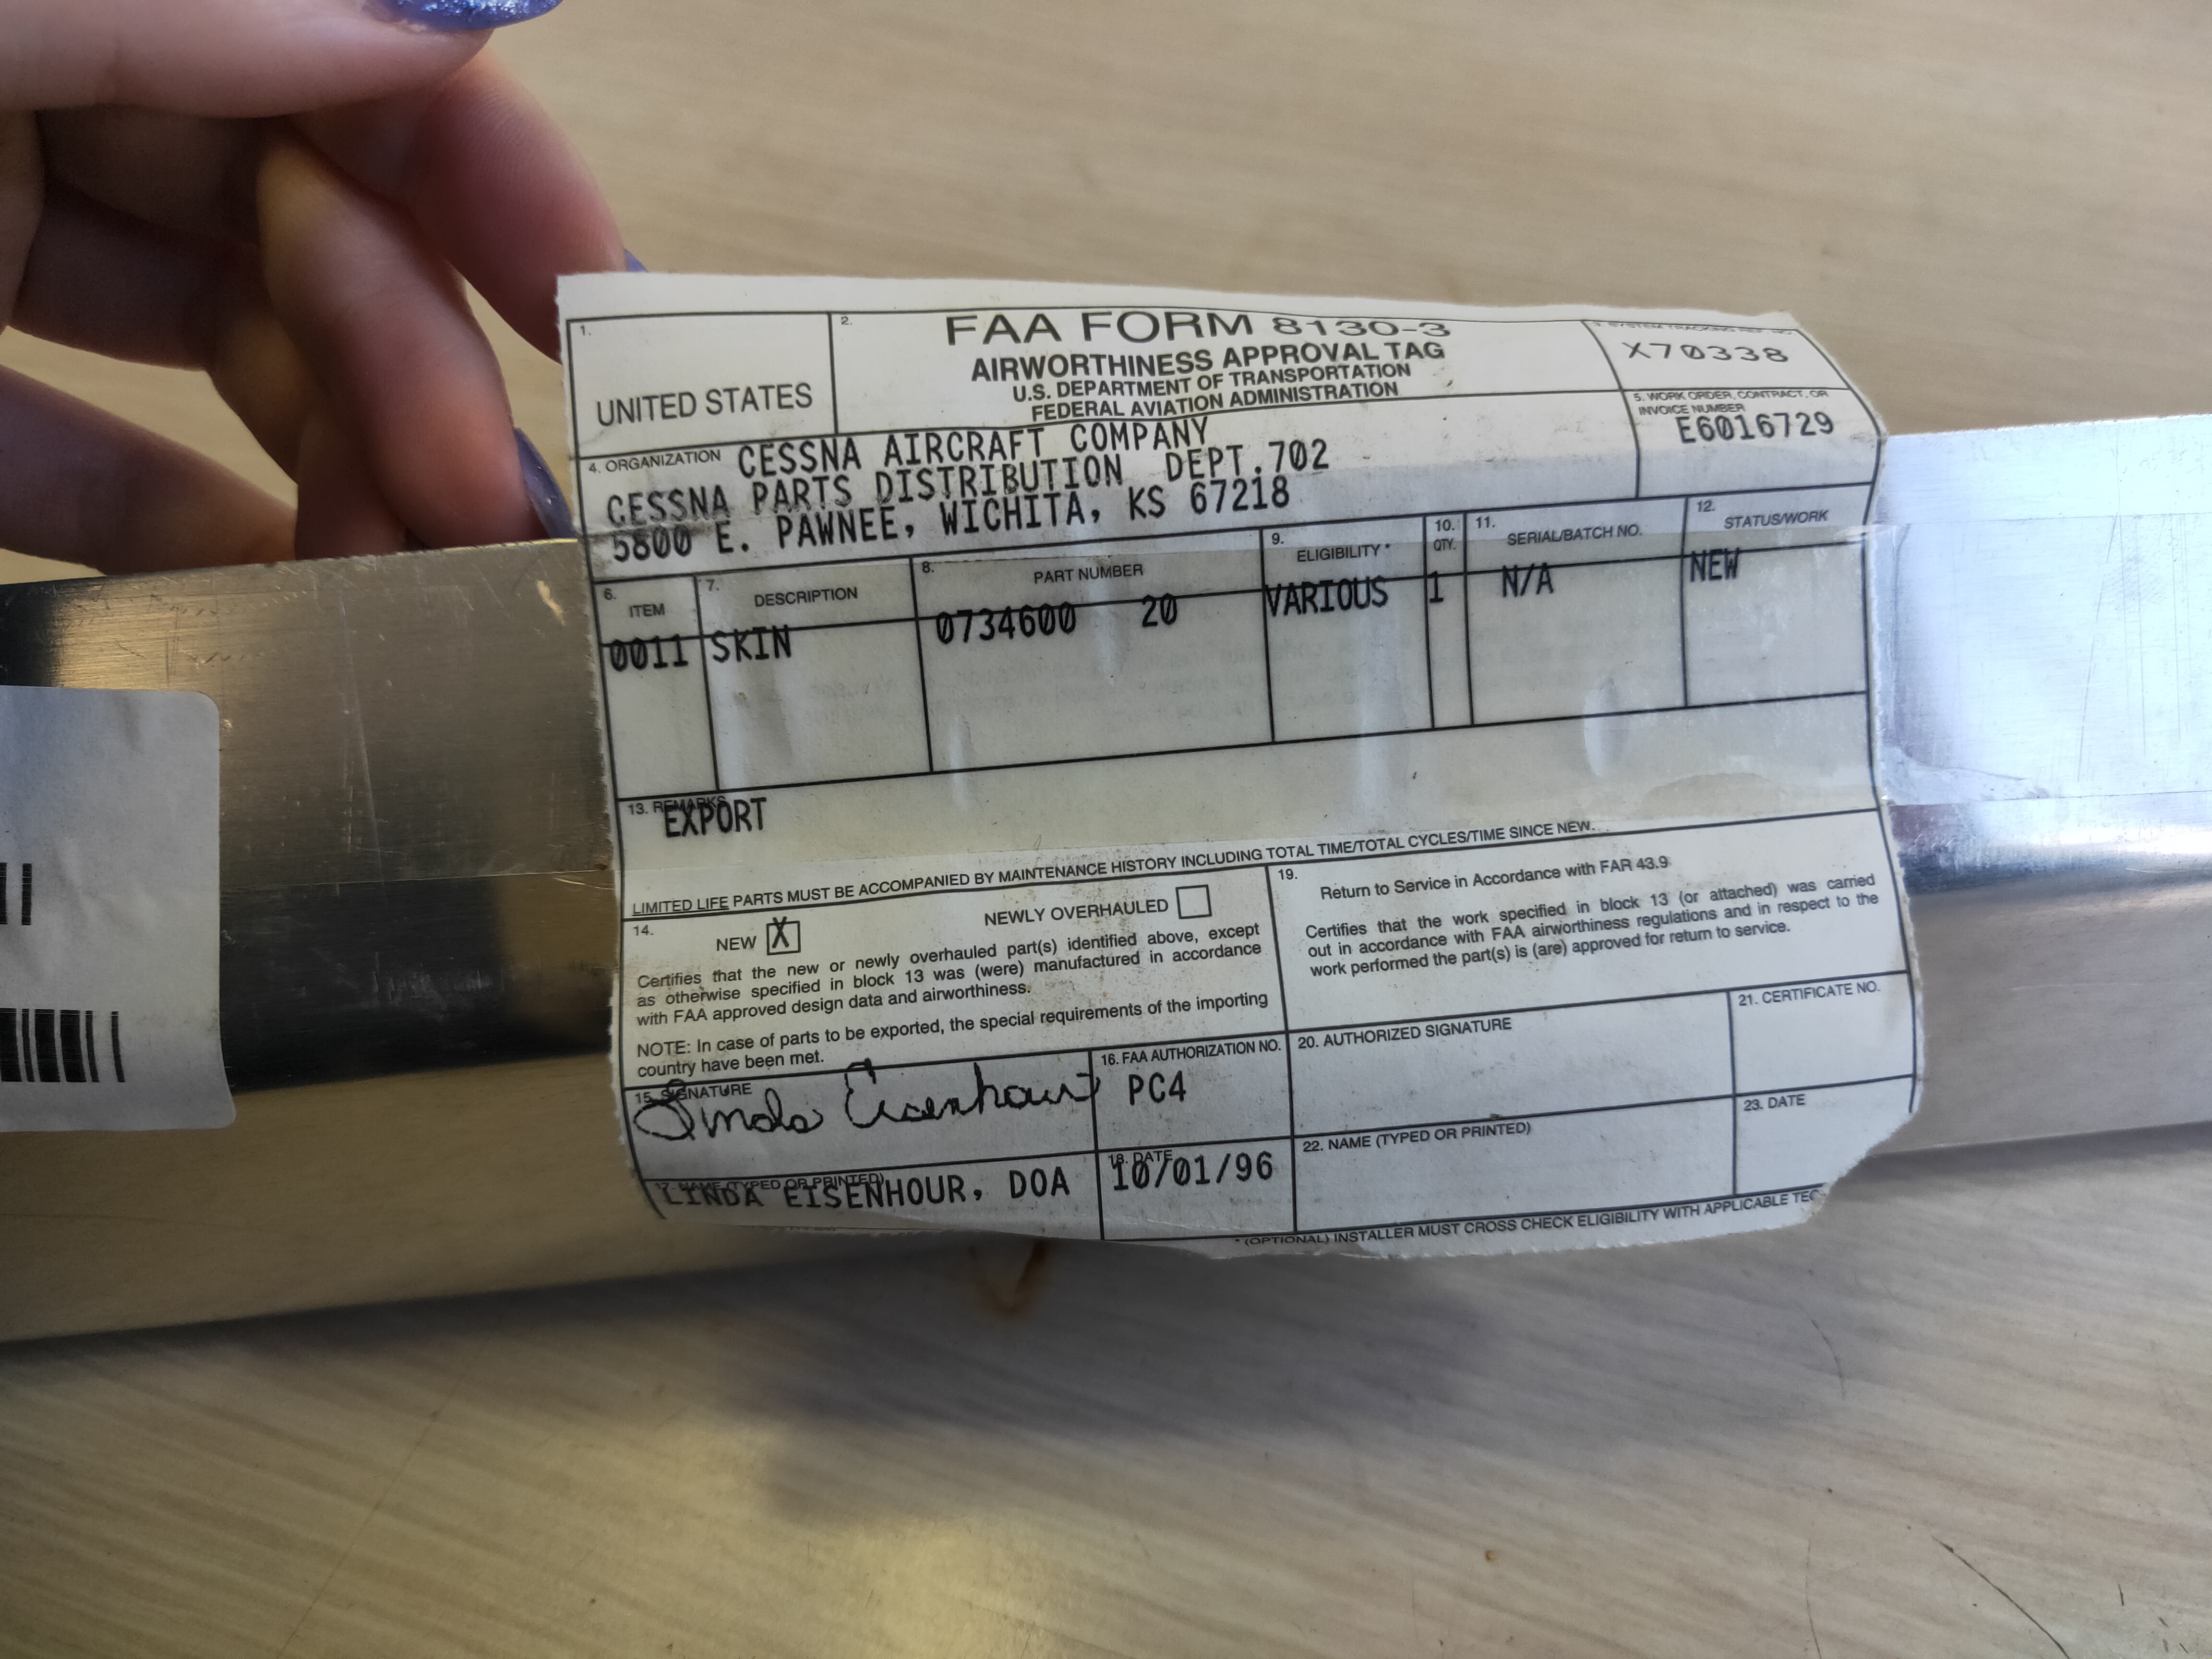 1.
UNITED STATES
2.
FAA FORM 8130-3
AIRWORTHINESS APPROVAL TAG
U.S. DEPARTMENT OF TRANSPORTATION
FEDERAL AVIATION ADMINISTRATION
3. SYSTEM TRACKING REF. NO.
X70338
4. ORGANIZATION CESSNA AIRCRAFT COMPANY
CESSNA PARTS DISTRIBUTION DEPT.702
5800 E. PAWNEE, WICHITA, KS 67218
5. WORK ORDER, CONTRACT, OR
INVOICE NUMBER
E6016729
6. ITEM 7. DESCRIPTION 8. PART NUMBER 9. ELIGIBILITY * 10. QTY. 11. SERIAL/BATCH NO. 12. STATUS/WORK
0011 SKIN 0734600 20 VARIOUS 1 N/A NEW
13. REMARKS
EXPORT
LIMITED LIFE PARTS MUST BE ACCOMPANIED BY MAINTENANCE HISTORY INCLUDING TOTAL TIME/TOTAL CYCLES/TIME SINCE NEW.
14.
NEW X NEWLY OVERHAULED
Certifies that the new or newly overhauled part(s) identified above, except
as otherwise specified in block 13 was (were) manufactured in accordance
with FAA approved design data and airworthiness.
NOTE: In case of parts to be exported, the special requirements of the importing
country have been met.
19.
Return to Service in Accordance with FAR 43.9
Certifies that the work specified in block 13 (or attached) was carried
out in accordance with FAA airworthiness regulations and in respect to the
work performed the part(s) is (are) approved for return to service.
15. SIGNATURE
Linda Eisenhour
16. FAA AUTHORIZATION NO.
PC4
17. NAME (TYPED OR PRINTED)
LINDA EISENHOUR, DOA
18. DATE
10/01/96
20. AUTHORIZED SIGNATURE
21. CERTIFICATE NO.
22. NAME (TYPED OR PRINTED)
23. DATE
* (OPTIONAL) INSTALLER MUST CROSS CHECK ELIGIBILITY WITH APPLICABLE TEC